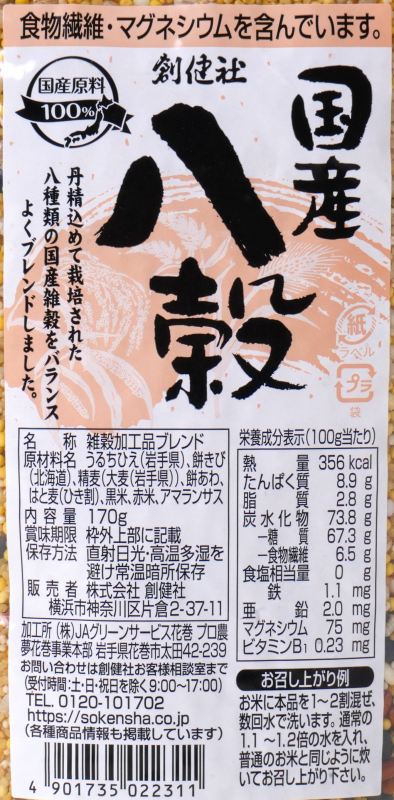 食物繊維・マグネシウムを含んでいます。
国産原料
100%
創健社
国産
八穀
丹精込めて栽培された
八種類の国産雑穀をバランス
よくブレンドしました。
紙
ラベル
プラ
袋
名　称　雑穀加工品ブレンド
原材料名　うるちひえ(岩手県)、餅きび
(北海道)、精麦(大麦(岩手県))、餅あわ、
はと麦(ひき割)、黒米、赤米、アマランサス
内 容 量　170g
賞味期限　枠外上部に記載
保存方法　直射日光・高温多湿を
避け常温暗所保存
販 売 者　株式会社 創健社
横浜市神奈川区片倉2-37-11
加工所 (株)JAグリーンサービス花巻 プロ農
夢花巻事業本部 岩手県花巻市太田42-239
お問い合わせは創健社お客様相談室まで
(受付時間:土・日・祝日を除く9:00〜17:00)
TEL. 0120-101702
https://sokensha.co.jp
(各種商品情報も掲載しています)
4 901735 022311
栄養成分表示(100g当たり)
熱　量　356 kcal
たんぱく質　8.9 g
脂　質　2.8 g
炭水化物　73.8 g
－糖　質　67.3 g
－食物繊維　6.5 g
食塩相当量　0 g
鉄　1.1 mg
亜　鉛　2.0 mg
マグネシウム　75 mg
ビタミンB1　0.23 mg
お召し上がり例
お米に本品を1〜2割混ぜ、
数回水で洗います。通常の
1.1〜1.2倍の水を入れ、
普通のお米と同じように炊
いてお召し上がり下さい。